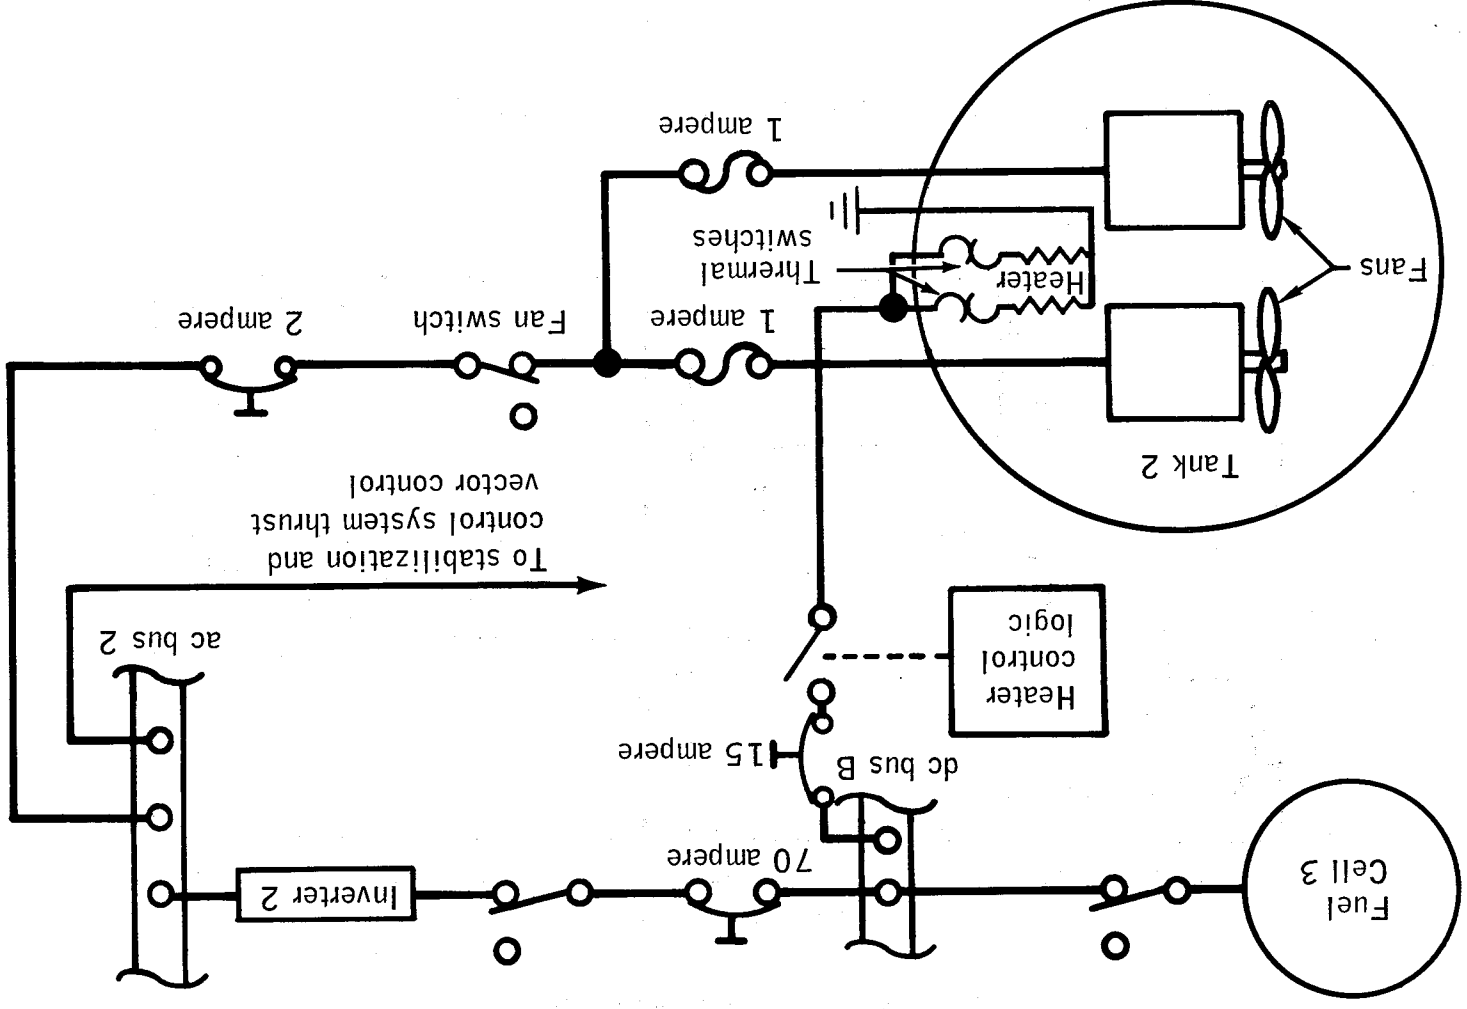 Fuel
Cell 3
70 ampere
Inverter 2
dc bus B
15 ampere
Heater
control
logic
ac bus 2
To stabilization and
control system thrust
vector control
Tank 2
2 ampere
Fan switch
1 ampere
Thrermal
switches
Heater
Fans
1 ampere